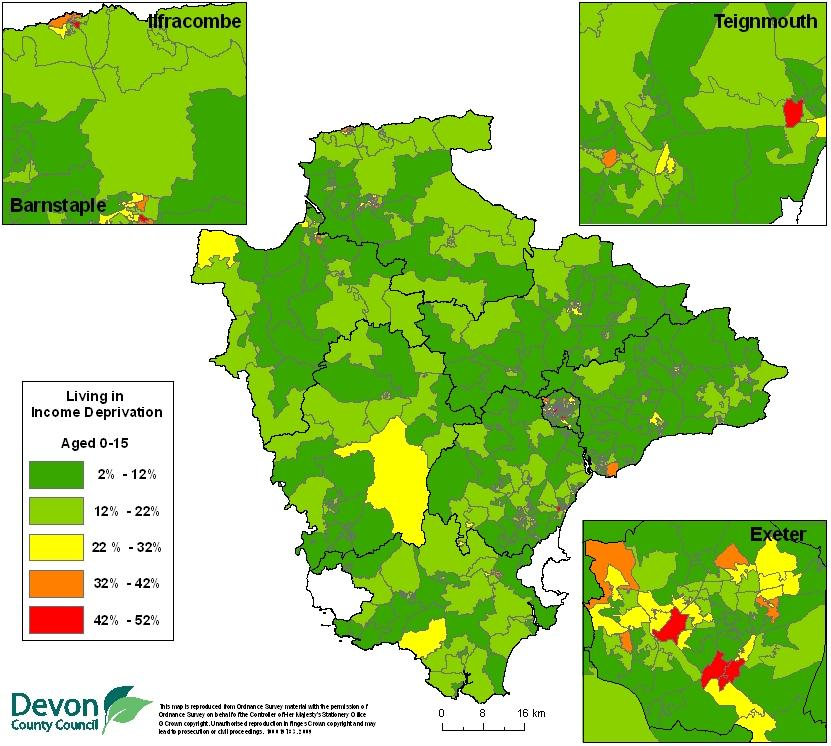 Ilfracombe
Barnstaple
Teignmouth
Living in
Income Deprivation
Aged 0-15
2% - 12%
12% - 22%
22 % - 32%
32% - 42%
42% - 52%
Exeter
Devon
County Council
This map is reproduced from Ordnance Survey material with the permission of
Ordnance Survey on behalf of the Controller of Her Majesty's Stationery Office
© Crown copyright. Unauthorised reproduction infringes Crown copyright and may
lead to prosecution or civil proceedings.
0 8 16 km